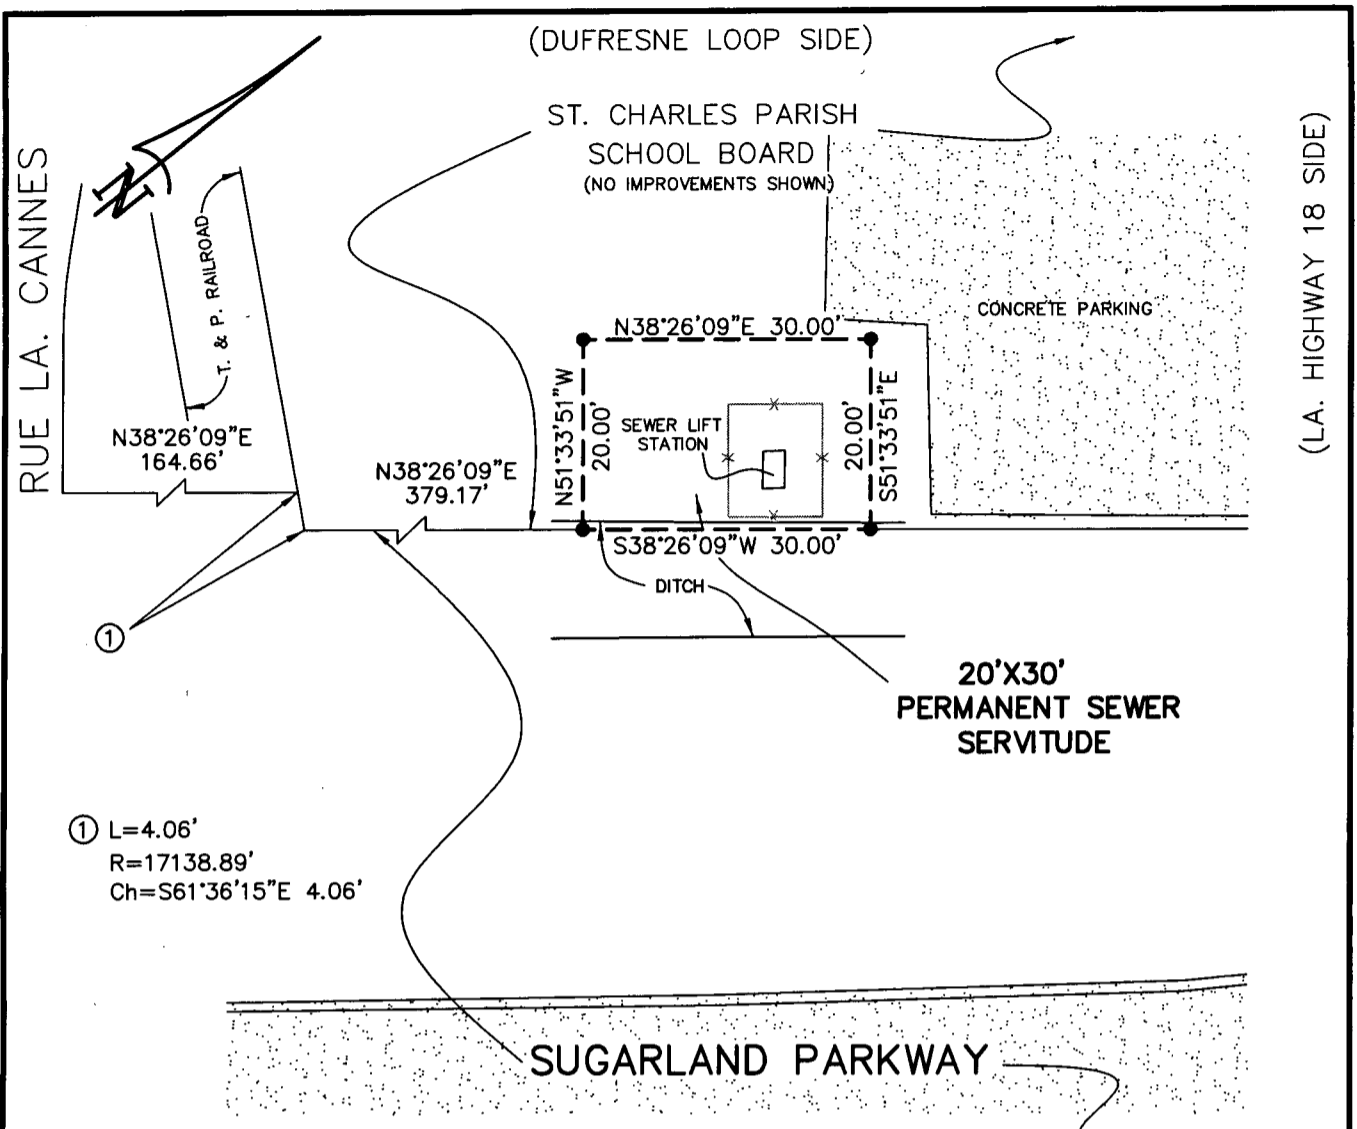 (DUFRESNE LOOP SIDE)
ST. CHARLES PARISH
SCHOOL BOARD
(NO IMPROVEMENTS SHOWN)
RUE LA. CANNES
N
T. & P. RAILROAD
(LA. HIGHWAY 18 SIDE)
CONCRETE PARKING
N38°26'09"E 30.00'
N51°33'51"W
20.00'
SEWER LIFT
STATION
20.00'
S51°33'51"E
N38°26'09"E
164.66'
N38°26'09"E
379.17'
S38°26'09"W 30.00'
DITCH
1
20'X30'
PERMANENT SEWER
SERVITUDE
1 L=4.06'
R=17138.89'
Ch=S61°36'15"E 4.06'
SUGARLAND PARKWAY